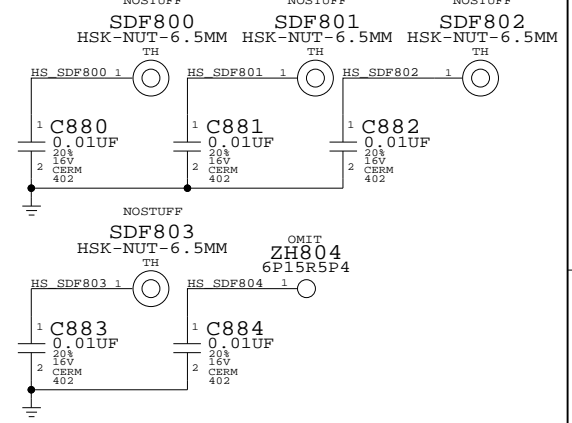 NOSTUFF NOSTUFF NOSTUFF
SDF800 SDF801 SDF802
HSK-NUT-6.5MM HSK-NUT-6.5MM HSK-NUT-6.5MM
TH TH TH
HS_SDF800 1 HS_SDF801 1 HS_SDF802 1
1 C880 1 C881 1 C882
0.01UF 0.01UF 0.01UF
20% 20% 20%
16V 16V 16V
2 CERM 2 CERM 2 CERM
402 402 402
NOSTUFF
SDF803 OMIT
HSK-NUT-6.5MM ZH804
TH 6P15R5P4
HS_SDF803 1 HS_SDF804 1
1 C883 1 C884
0.01UF 0.01UF
20% 20%
16V 16V
2 CERM 2 CERM
402 402